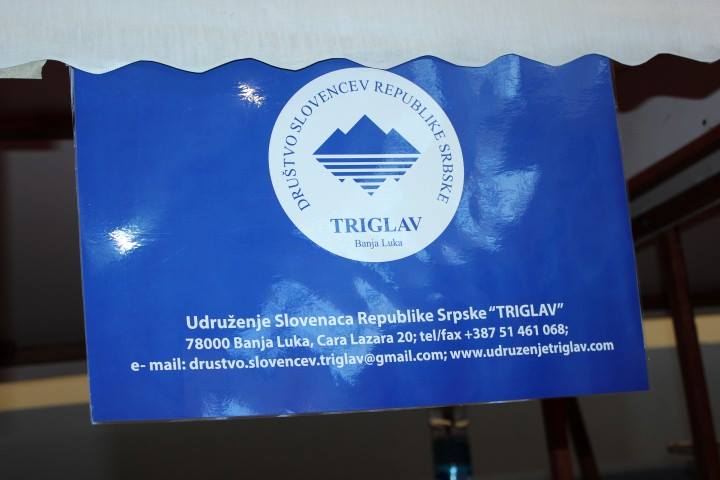 DRUŠTVO SLOVENCEV REPUBLIKE SRBSKE
TRIGLAV
Banja Luka
Udruženje Slovenaca Republike Srpske “TRIGLAV”
78000 Banja Luka, Cara Lazara 20; tel/fax +387 51 461 068;
e- mail: drustvo.slovencev.triglav@gmail.com; www.udruzenjetriglav.com